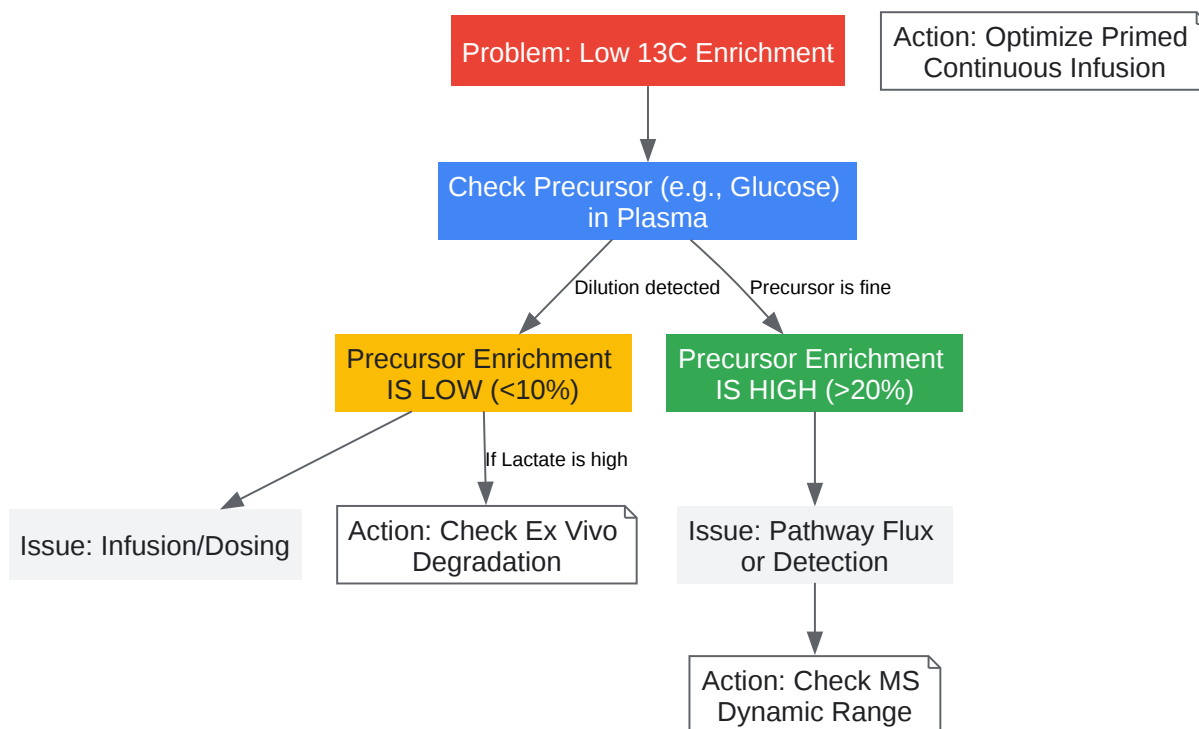 Problem: Low 13C Enrichment
Action: Optimize Primed
Continuous Infusion
Check Precursor (e.g., Glucose)
in Plasma
Dilution detected
Precursor is fine
Precursor Enrichment
IS LOW (<10%)
Precursor Enrichment
IS HIGH (>20%)
If Lactate is high
Issue: Infusion/Dosing
Action: Check Ex Vivo
Degradation
Issue: Pathway Flux
or Detection
Action: Check MS
Dynamic Range